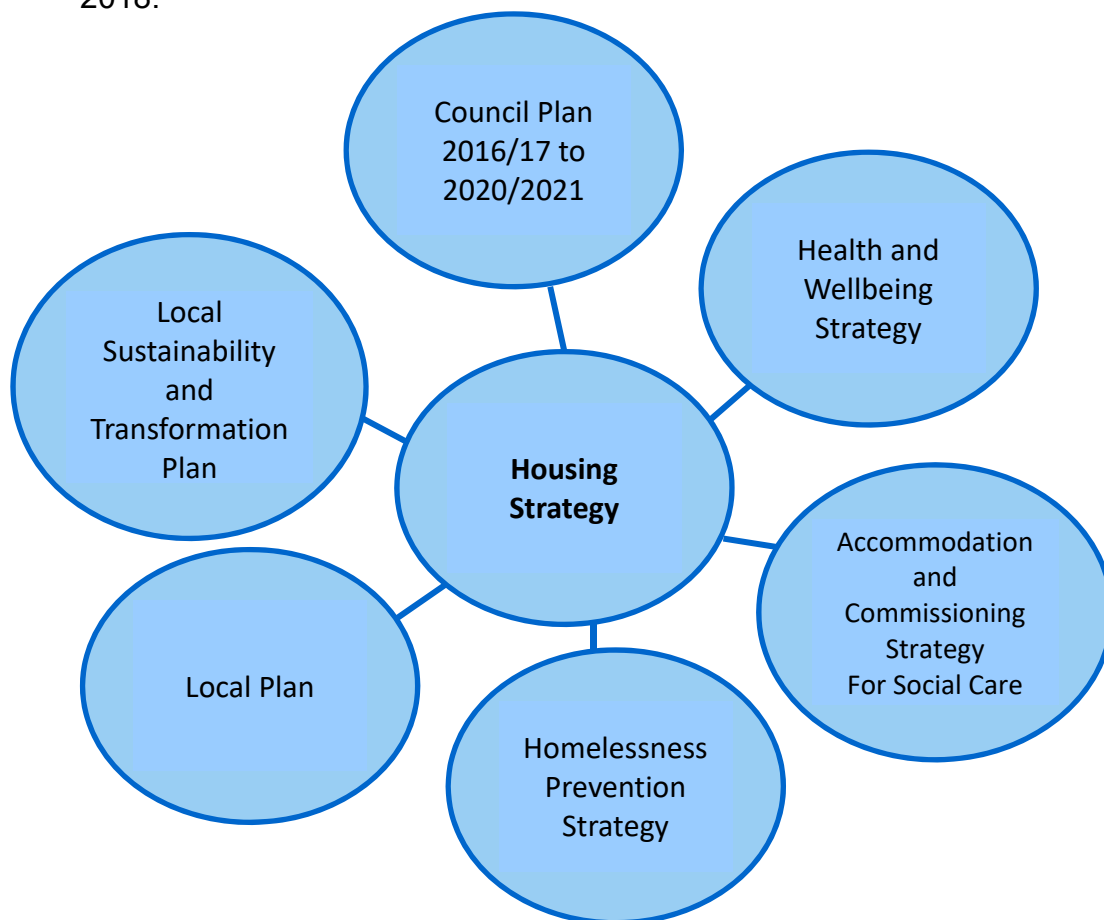 2018.
Council Plan
2016/17 to
2020/2021
Health and
Wellbeing
Strategy
Local
Sustainability
and
Transformation
Plan
Housing
Strategy
Accommodation
and
Commissioning
Strategy
For Social Care
Local Plan
Homelessness
Prevention
Strategy